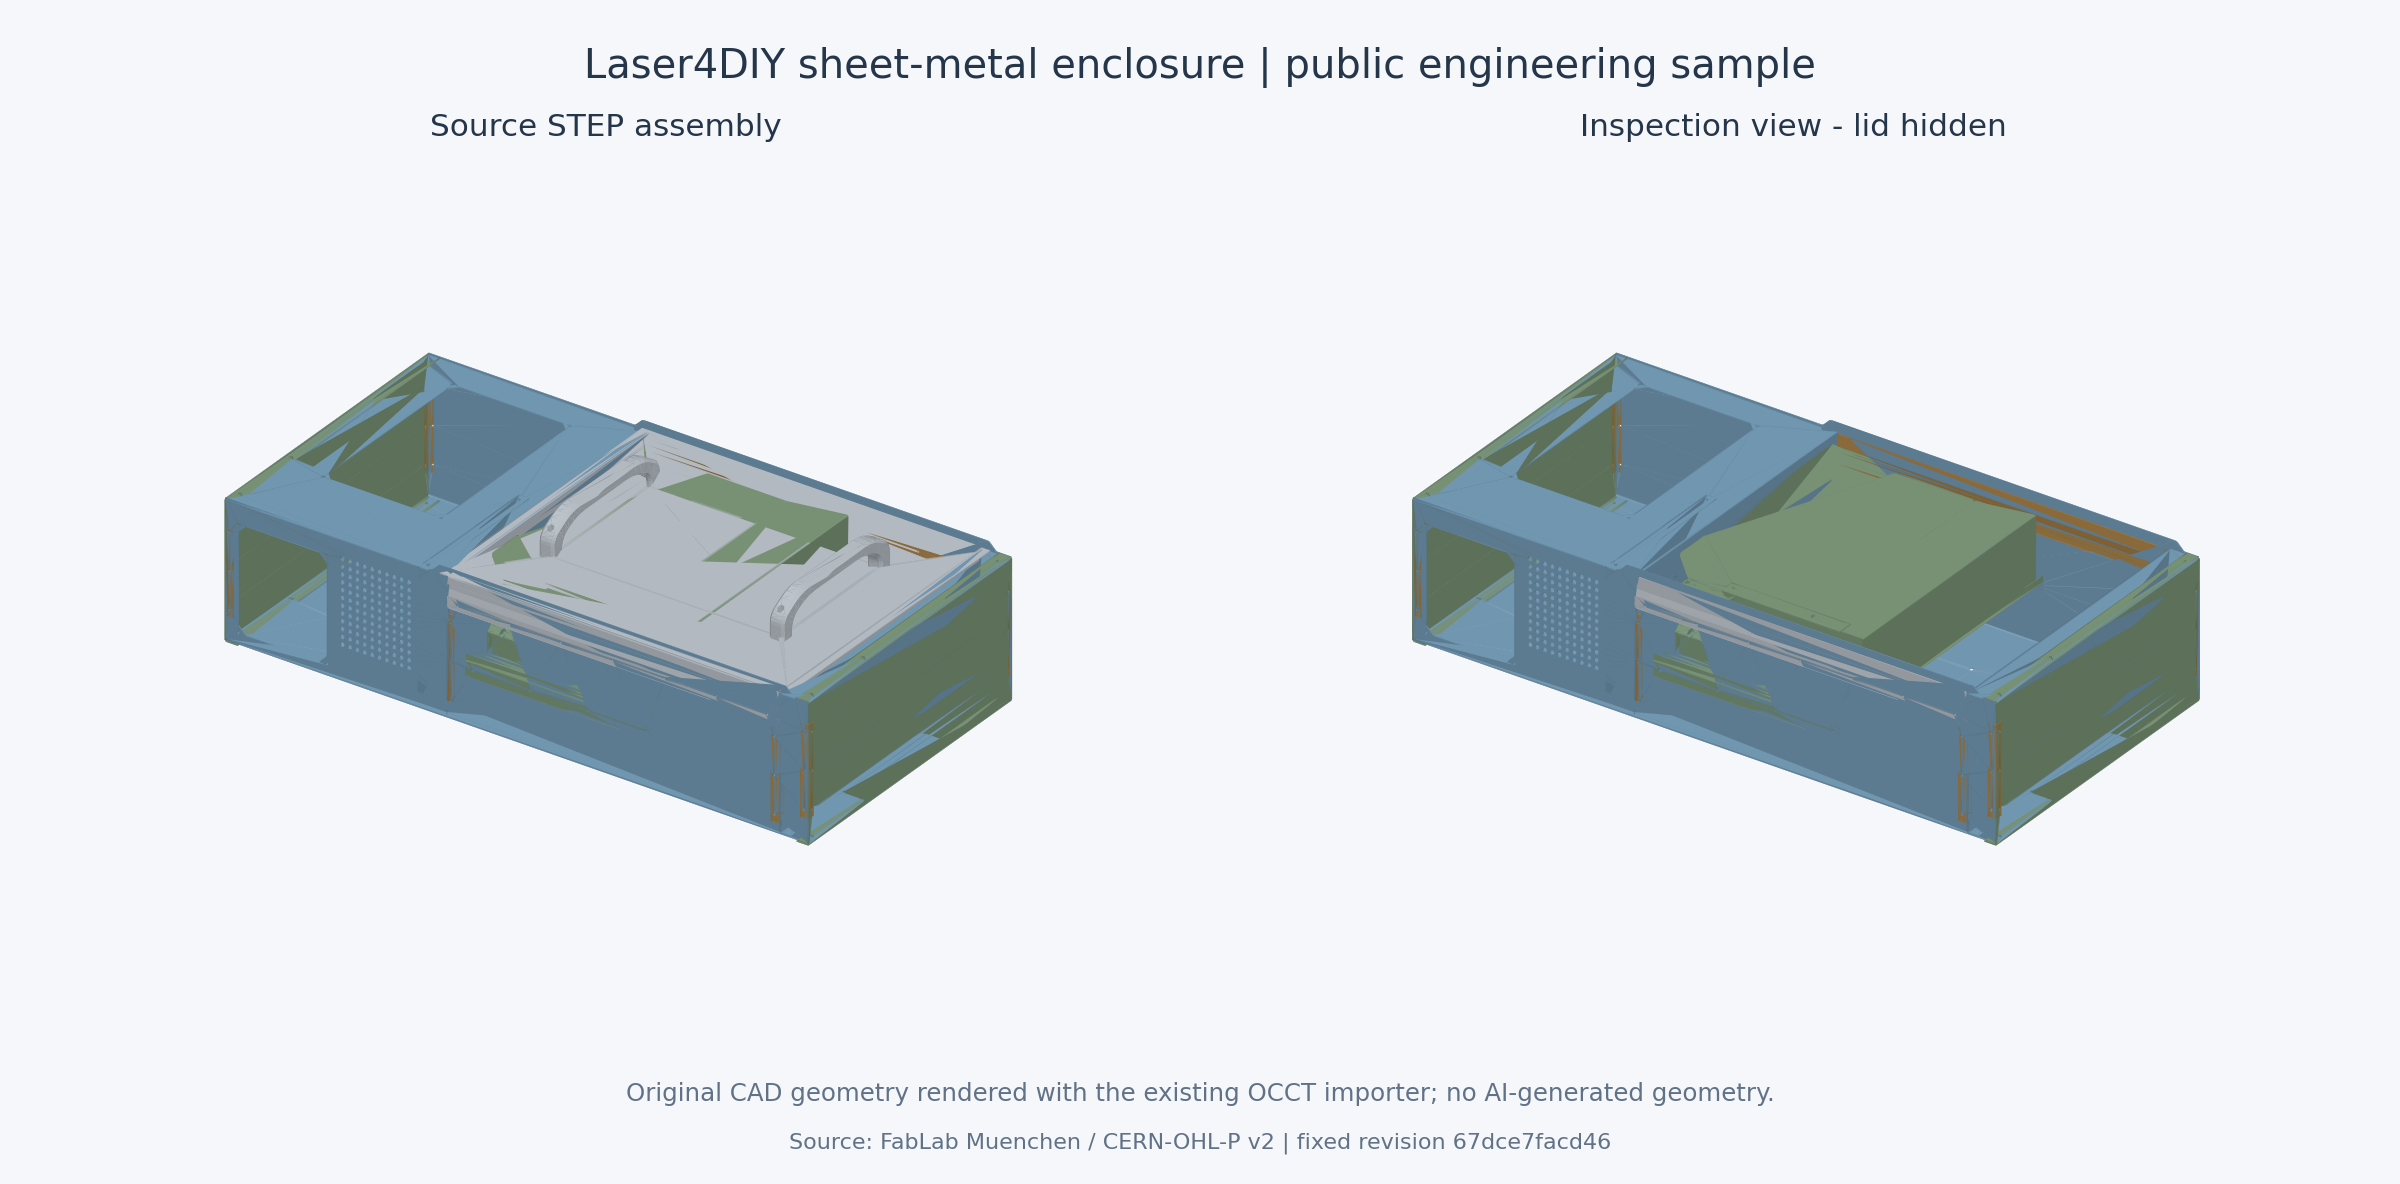 Laser4DIY sheet-metal enclosure | public engineering sample
Source STEP assembly
Inspection view - lid hidden
Original CAD geometry rendered with the existing OCCT importer; no AI-generated geometry.
Source: FabLab Muenchen / CERN-OHL-P v2 | fixed revision 67dce7facd46